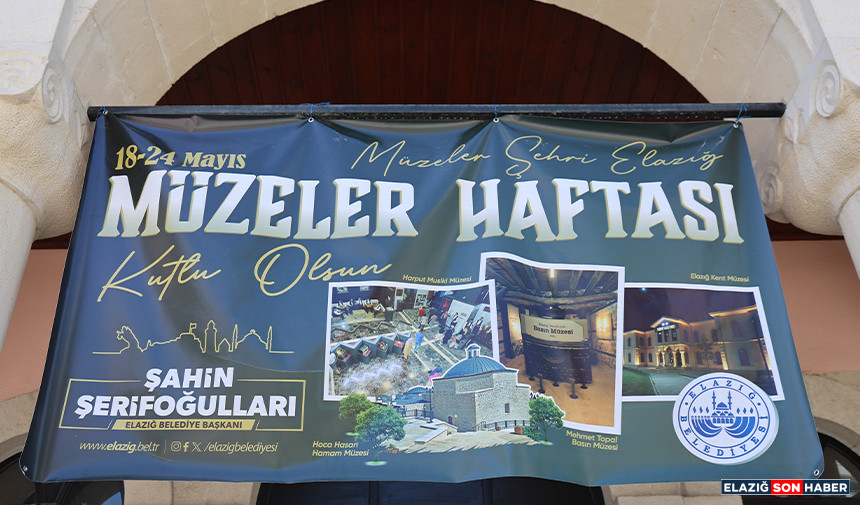 18-24 Mayıs
Müzeler Şehri Elazığ
MÜZELER HAFTASI
Kutlu Olsun
Harput Musiki Müzesi
Elazığ Kent Müzesi
Basın Müzesi
ŞAHİN
ŞERİFOĞULLARI
ELAZIĞ BELEDİYE BAŞKANI
www.elazig.bel.tr
/elazigbelediyesi
Hoca Hasan
Hamam Müzesi
Mehmet Topal
Basın Müzesi
ELAZIĞ
BELEDİYESİ
ELAZIĞ SON HABER